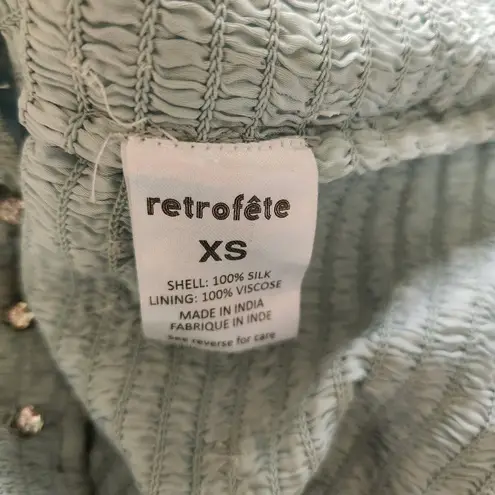 retrofête
XS
SHELL: 100% SILK
LINING: 100% VISCOSE
MADE IN INDIA
FABRIQUE IN INDE
see reverse for care